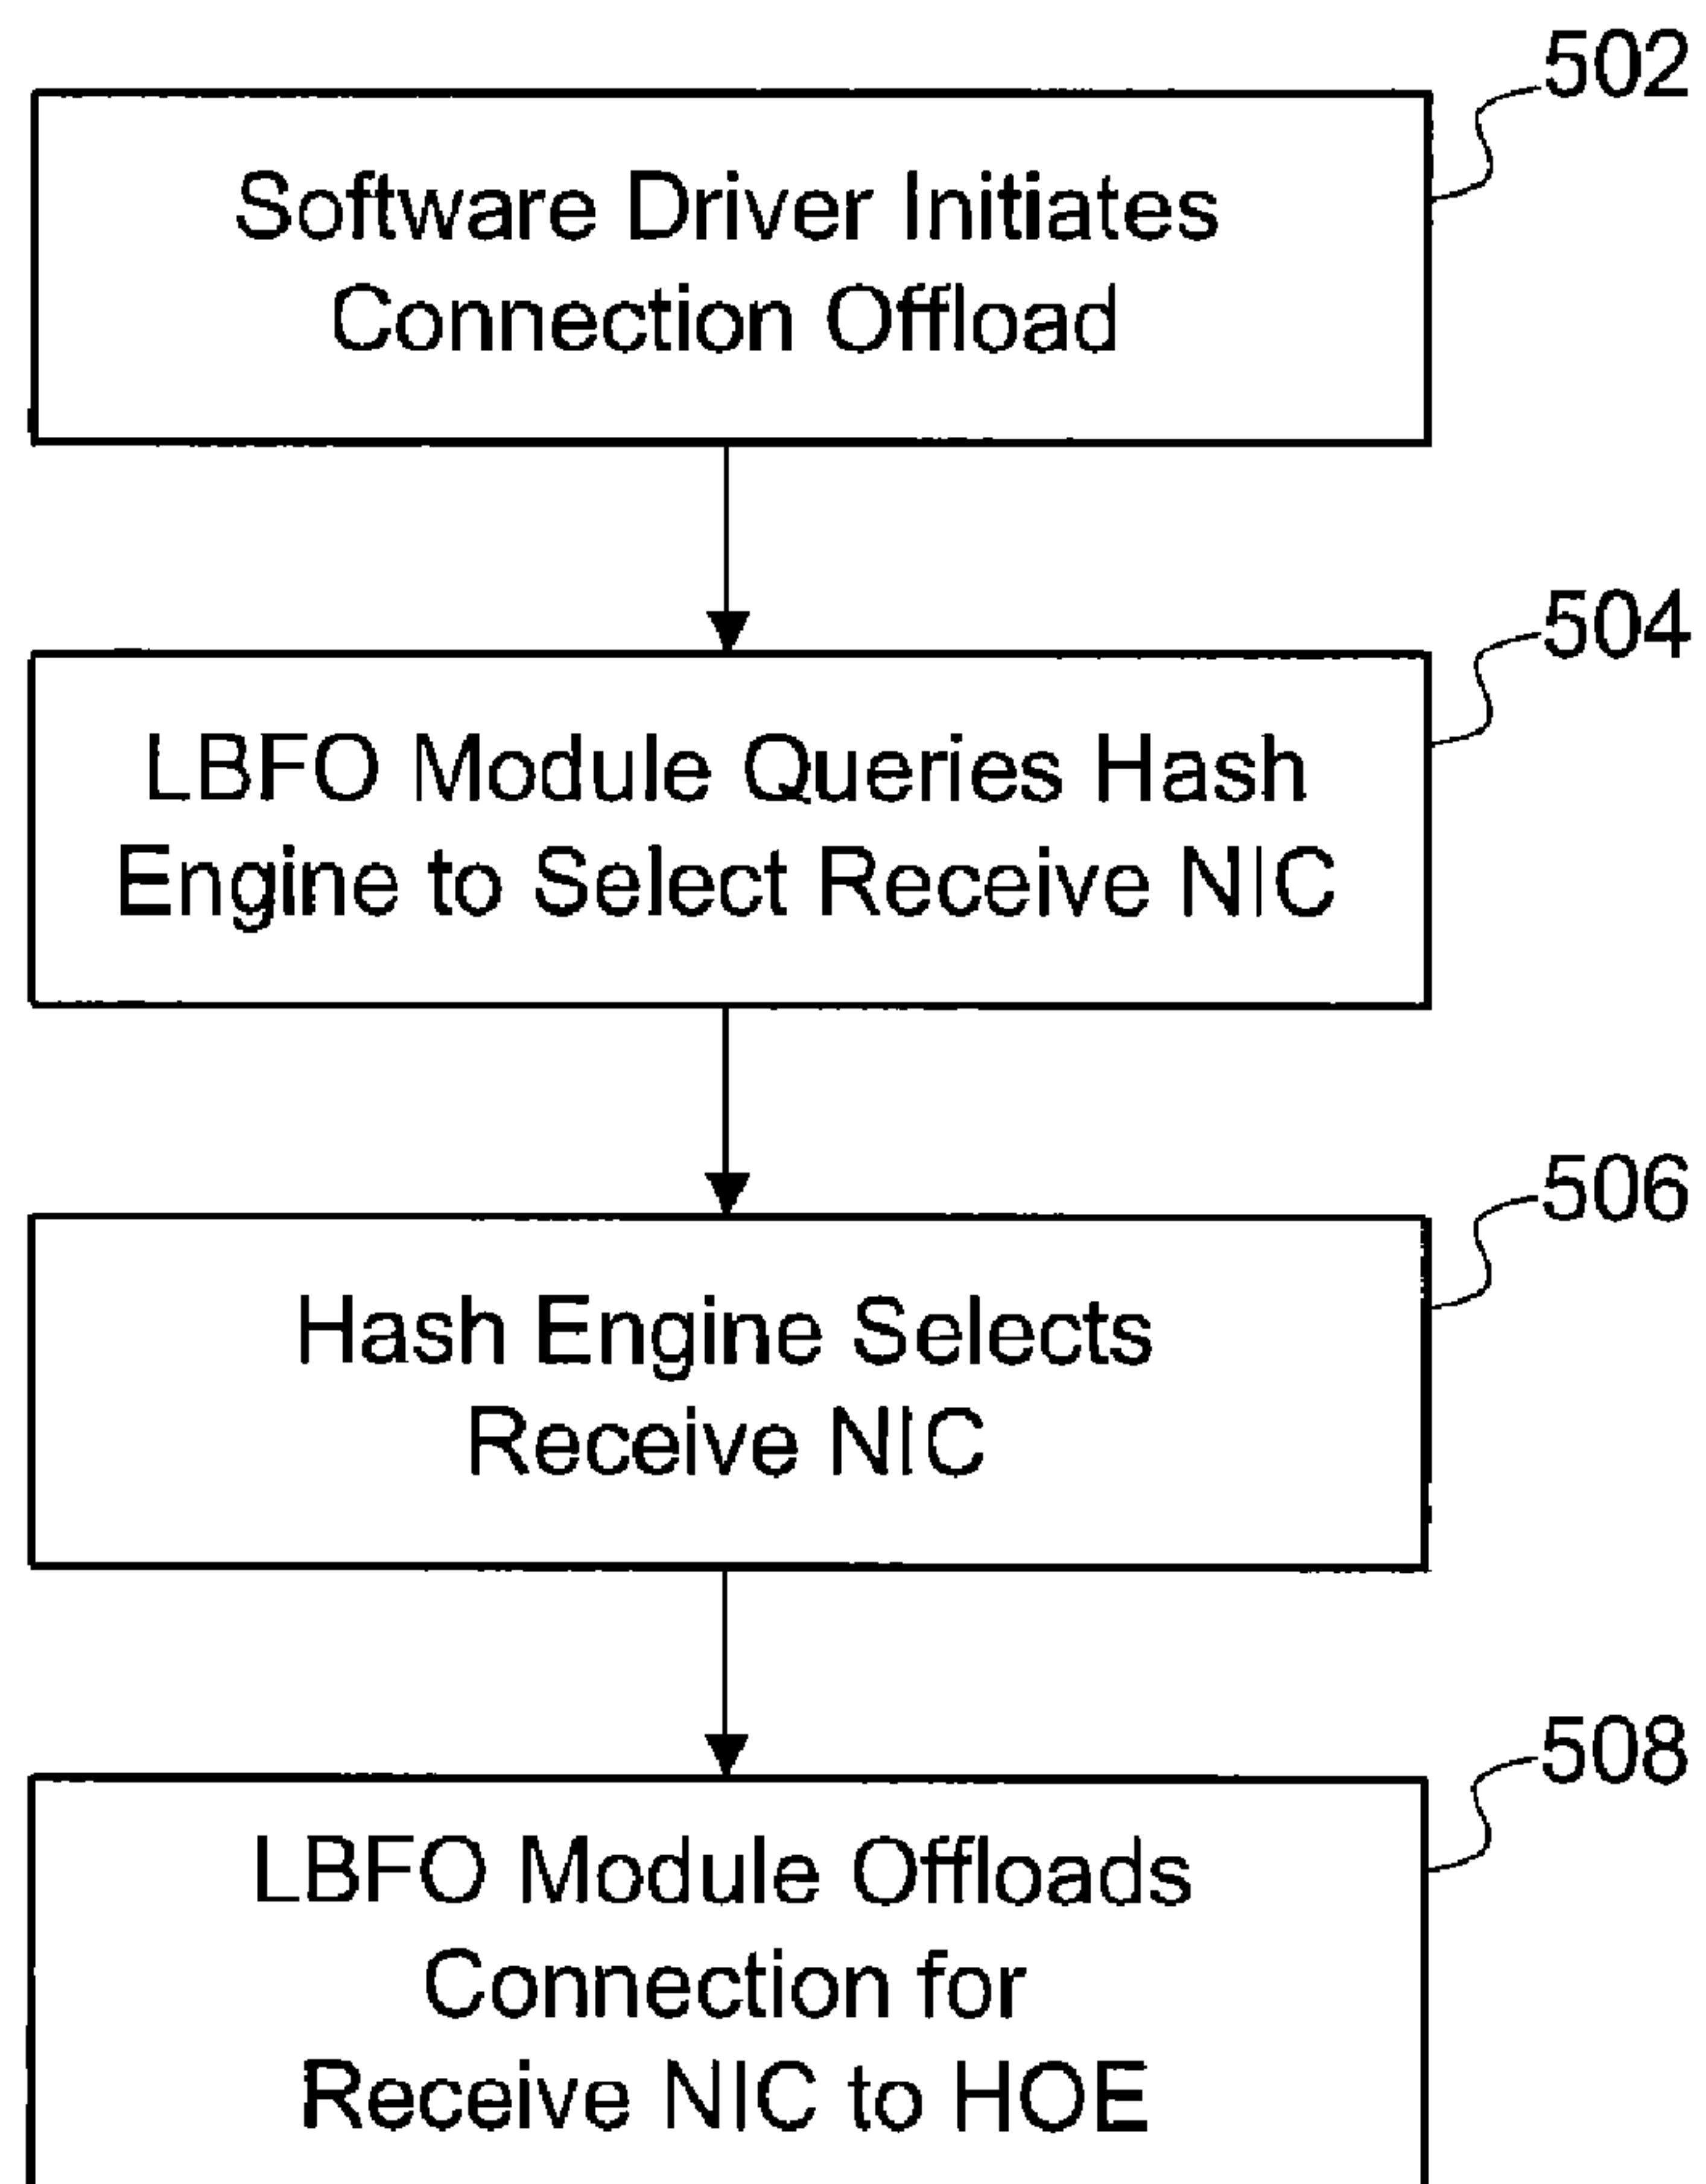 502
Software Driver Initiates
Connection Offload
504
LBFO Module Queries Hash
Engine to Select Receive NIC
506
Hash Engine Selects
Receive NIC
508
LBFO Module Offloads
Connection for
Receive NIC to HOE